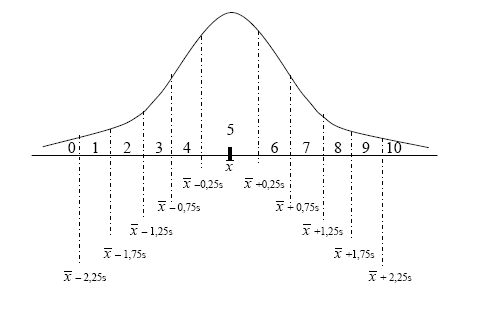 5
0 1 2 3 4 6 7 8 9 10
x
x̅ –0,25s x̅ +0,25s
x̅ – 0,75s x̅ + 0,75s
x̅ – 1,25s x̅ +1,25s
x̅ – 1,75s x̅ +1,75s
x̅ – 2,25s x̅ + 2,25s